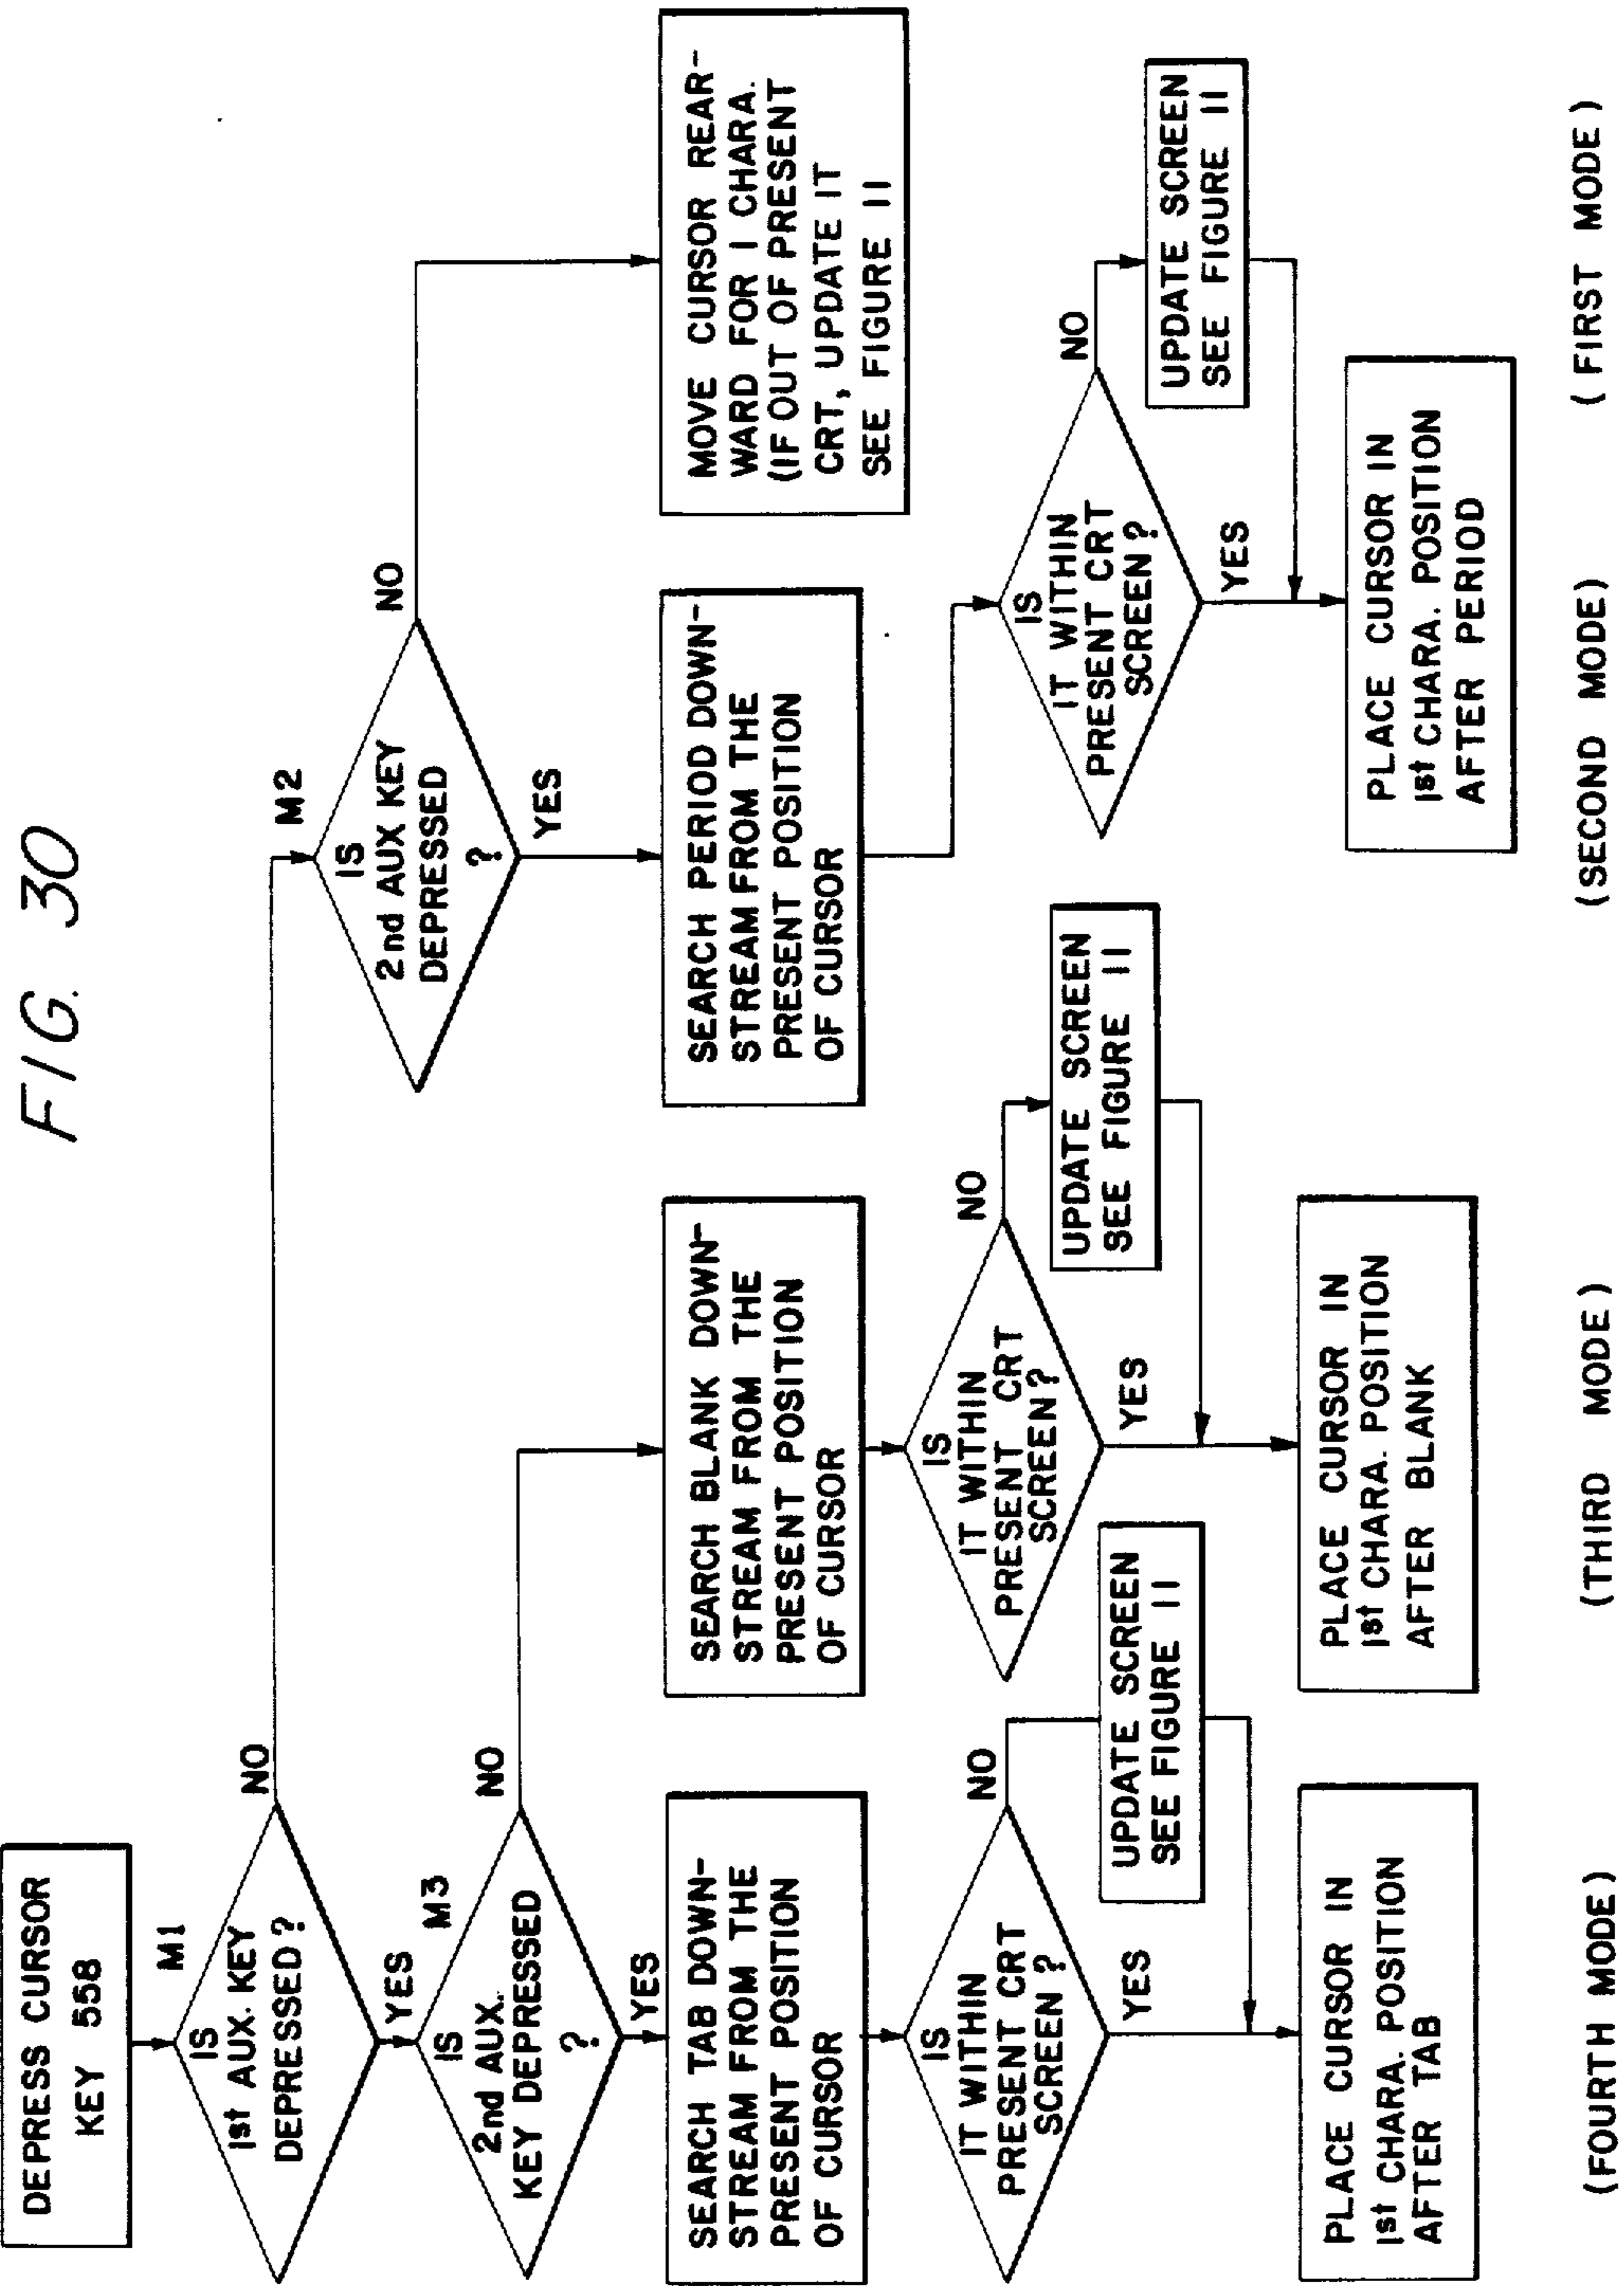 FIG. 30
DEPRESS CURSOR
KEY 558
M1
IS
1st AUX. KEY
DEPRESSED?
NO
YES
M2
IS
2nd AUX KEY
DEPRESSED
?
NO
YES
M3
IS
2nd AUX.
KEY DEPRESSED
?
NO
YES
SEARCH TAB DOWN-
STREAM FROM THE
PRESENT POSITION
OF CURSOR
SEARCH BLANK DOWN-
STREAM FROM THE
PRESENT POSITION
OF CURSOR
SEARCH PERIOD DOWN-
STREAM FROM THE
PRESENT POSITION
OF CURSOR
MOVE CURSOR REAR-
WARD FOR 1 CHARA.
(IF OUT OF PRESENT
CRT, UPDATE IT
SEE FIGURE 11
IS
IT WITHIN
PRESENT CRT
SCREEN ?
NO
YES
UPDATE SCREEN
SEE FIGURE 11
IS
IT WITHIN
PRESENT CRT
SCREEN?
NO
YES
UPDATE SCREEN
SEE FIGURE 11
IS
IT WITHIN
PRESENT CRT
SCREEN?
NO
YES
UPDATE SCREEN
SEE FIGURE 11
PLACE CURSOR IN
1st CHARA. POSITION
AFTER TAB
PLACE CURSOR IN
1st CHARA. POSITION
AFTER BLANK
PLACE CURSOR IN
1st CHARA. POSITION
AFTER PERIOD
(FOURTH MODE)
(THIRD MODE)
(SECOND MODE)
(FIRST MODE)